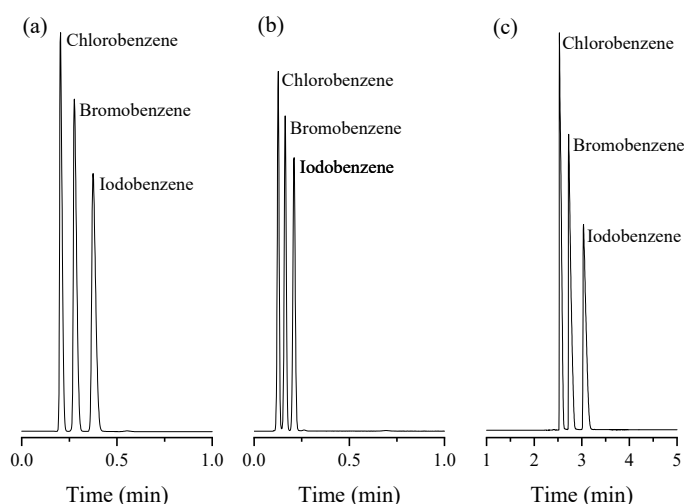 (a)
Chlorobenzene
Bromobenzene
Iodobenzene
0.0 0.5 1.0
Time (min)
(b)
Chlorobenzene
Bromobenzene
Iodobenzene
0.0 0.5 1.0
Time (min)
(c)
Chlorobenzene
Bromobenzene
Iodobenzene
1 2 3 4 5
Time (min)